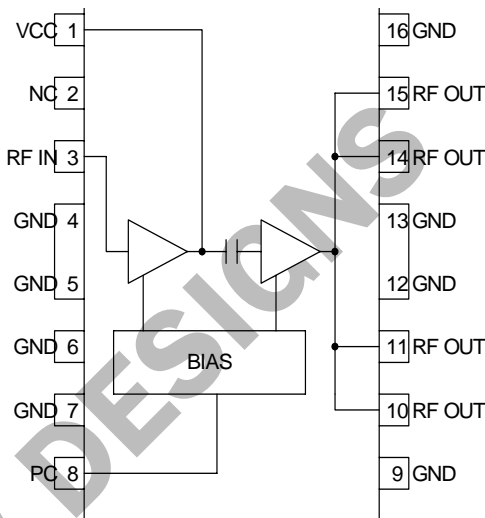 VCC 1
NC 2
RF IN 3
GND 4
GND 5
GND 6
GND 7
PC 8
BIAS
16 GND
15 RF OUT
14 RF OUT
13 GND
12 GND
11 RF OUT
10 RF OUT
9 GND
DESIGNS